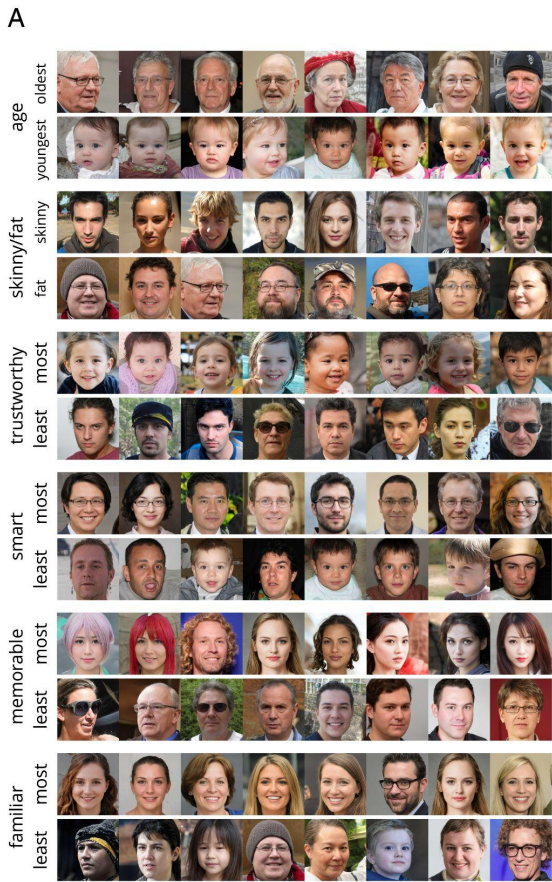 A
age
oldest
youngest
skinny/fat
skinny
fat
trustworthy
most
least
smart
most
least
memorable
most
least
familiar
most
least